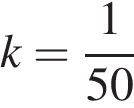 k = 1/50